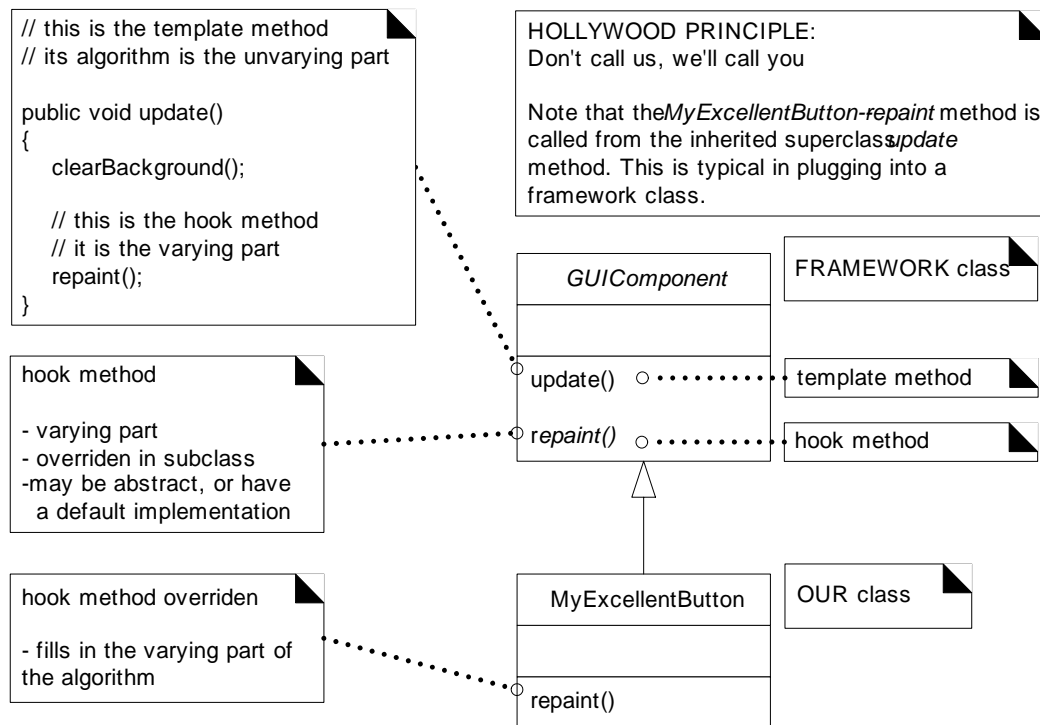 // this is the template method
// its algorithm is the unvarying part
public void update()
{
clearBackground();
// this is the hook method
// it is the varying part
repaint();
}
HOLLYWOOD PRINCIPLE:
Don't call us, we'll call you
Note that the MyExcellentButton-repaint method is
called from the inherited superclass update
method. This is typical in plugging into a
framework class.
GUIComponent
FRAMEWORK class
update()
template method
repaint()
hook method
hook method
- varying part
- overriden in subclass
-may be abstract, or have
a default implementation
hook method overriden
- fills in the varying part of
the algorithm
MyExcellentButton
OUR class
repaint()